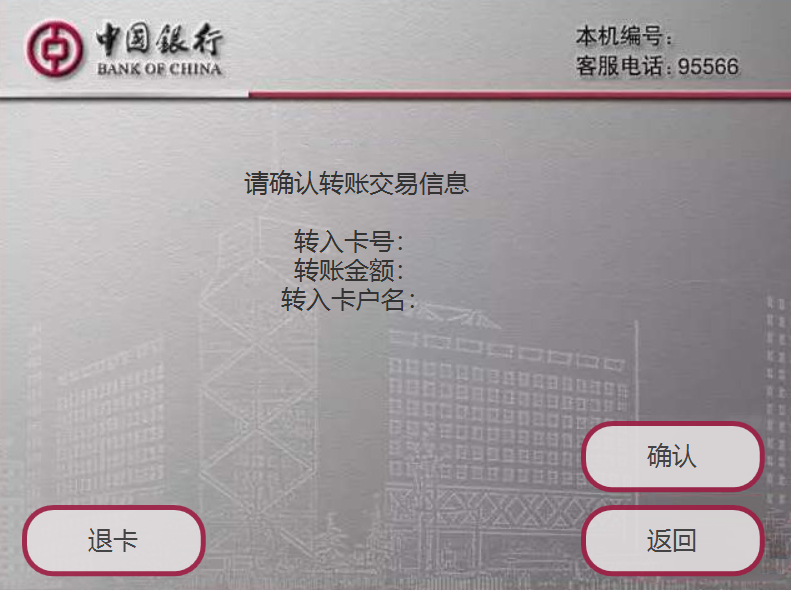 中国银行
BANK OF CHINA
本机编号:
客服电话: 95566
请确认转账交易信息
转入卡号:
转账金额:
转入卡户名:
确认
退卡
返回